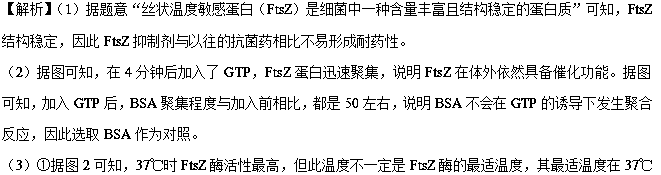 【解析】（1）据题意“丝状温度敏感蛋白（FtsZ）是细菌中一种含量丰富且结构稳定的蛋白质”可知，FtsZ
结构稳定，因此 FtsZ 抑制剂与以往的抗菌药相比不易形成耐药性。
（2）据图可知，在 4 分钟后加入了 GTP，FtsZ 蛋白迅速聚集，说明 FtsZ 在体外依然具备催化功能。据图
可知，加入 GTP 后，BSA 聚集程度与加入前相比，都是 50 左右，说明 BSA 不会在 GTP 的诱导下发生聚合
反应，因此选取 BSA 作为对照。
（3）①据图 2 可知，37℃时 FtsZ 酶活性最高，但此温度不一定是 FtsZ 酶的最适温度，其最适温度在 37℃